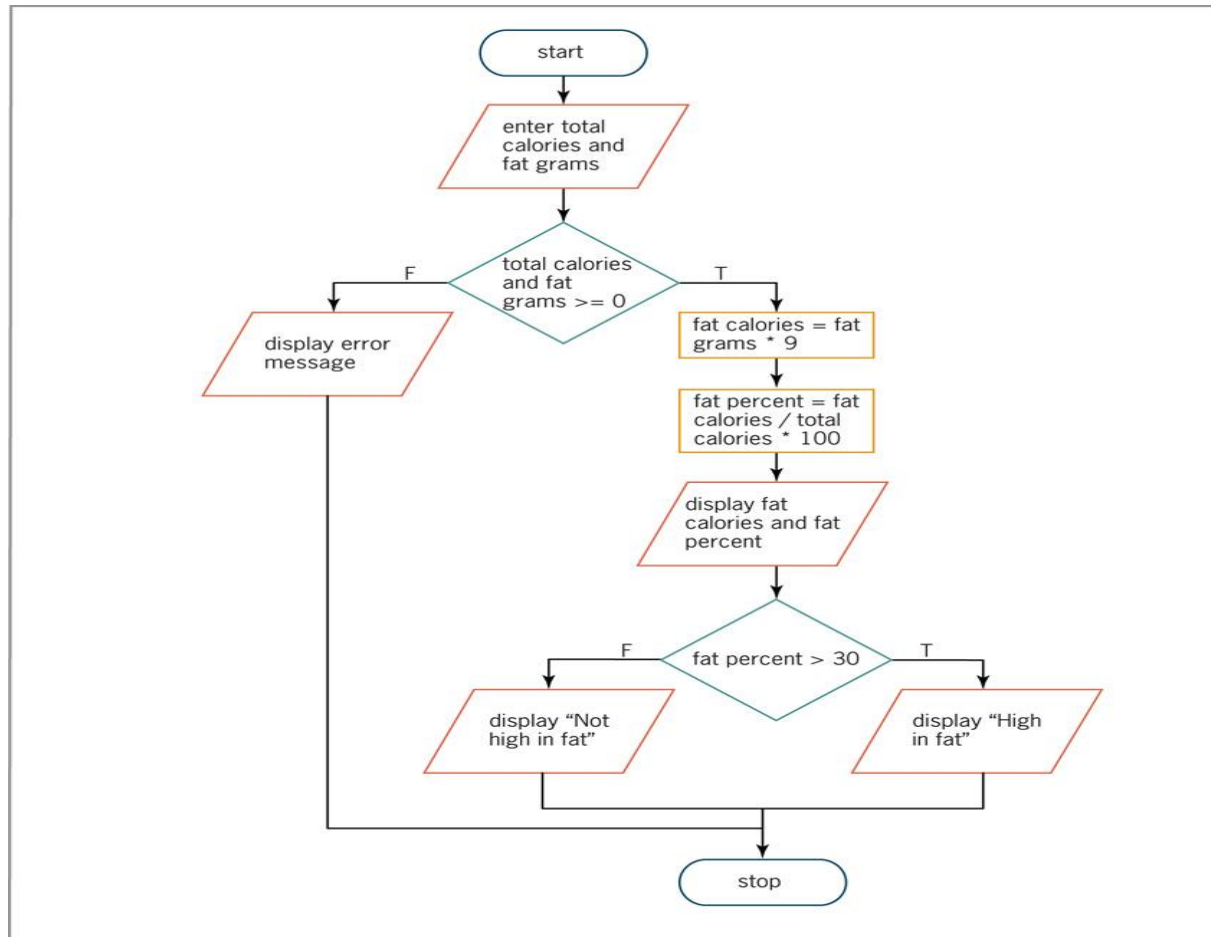 start
enter total
calories and
fat grams
total calories
and fat
grams >= 0
F
T
display error
message
fat calories = fat
grams * 9
fat percent = fat
calories / total
calories * 100
display fat
calories and fat
percent
fat percent > 30
F
T
display “Not
high in fat”
display “High
in fat”
stop